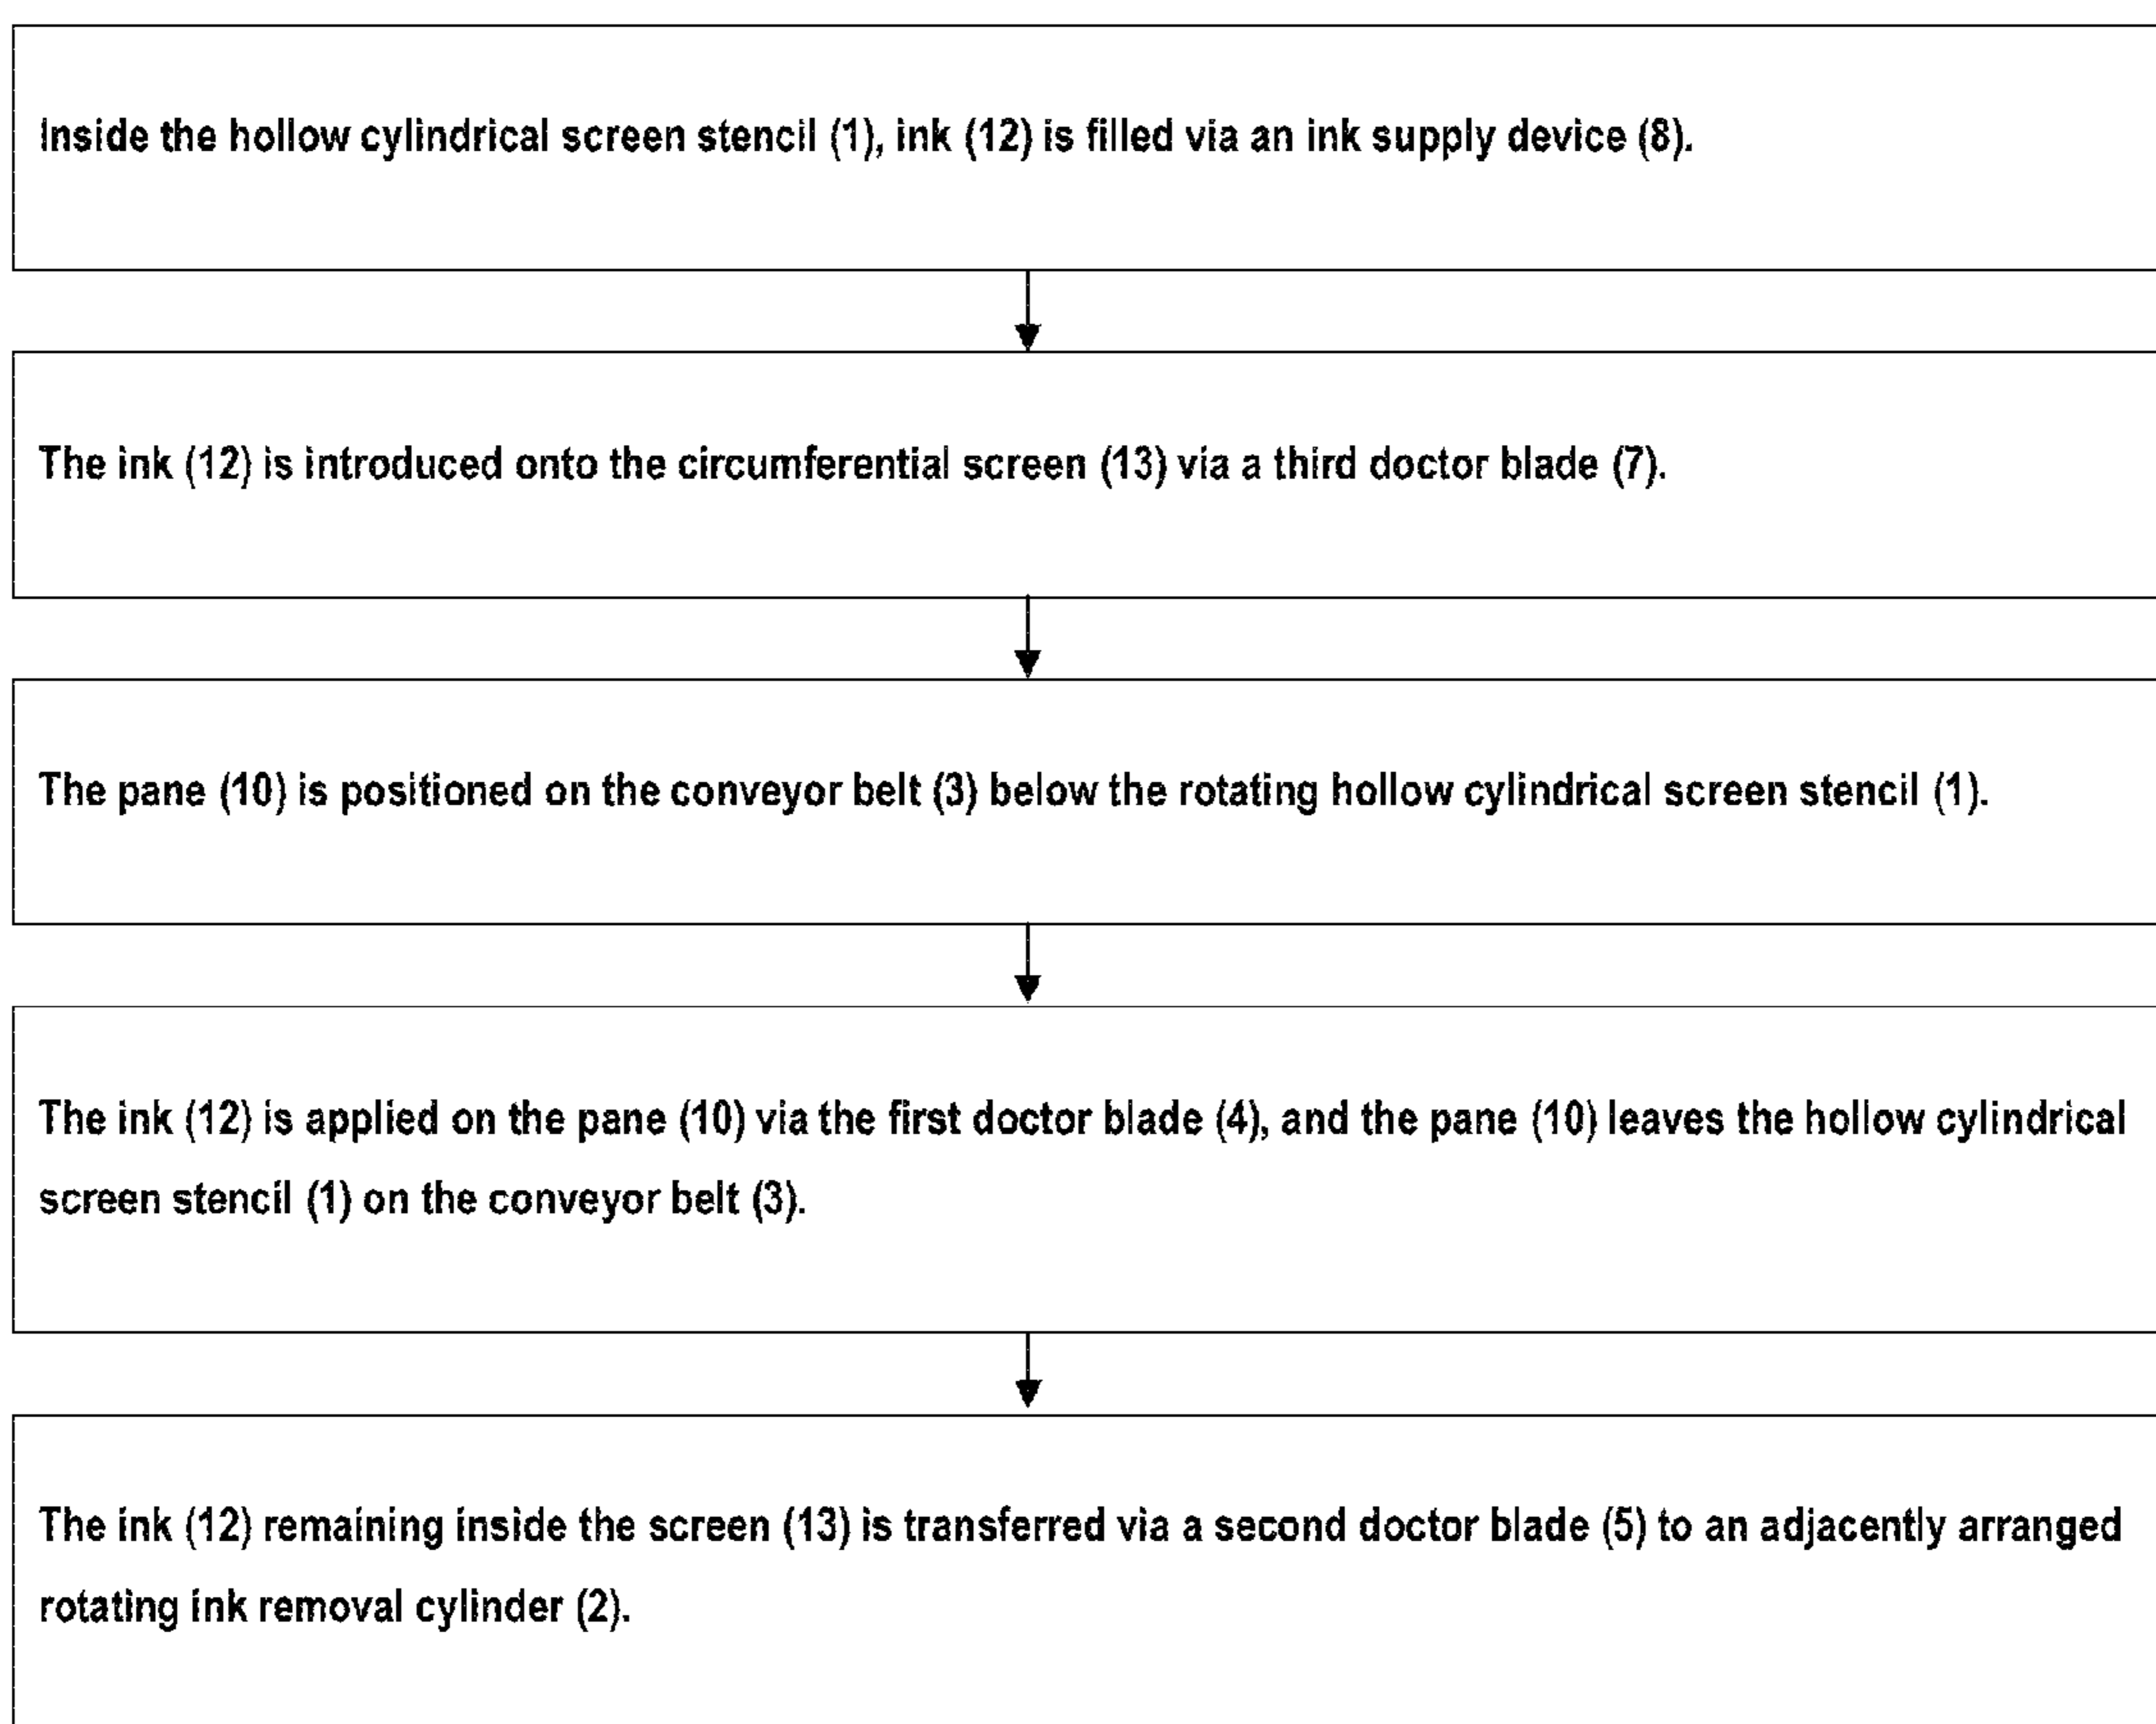 Inside the hollow cylindrical screen stencil (1), ink (12) is filled via an ink supply device (8).
The ink (12) is introduced onto the circumferential screen (13) via a third doctor blade (7).
The pane (10) is positioned on the conveyor belt (3) below the rotating hollow cylindrical screen stencil (1).
The ink (12) is applied on the pane (10) via the first doctor blade (4), and the pane (10) leaves the hollow cylindrical
screen stencil (1) on the conveyor belt (3).
The ink (12) remaining inside the screen (13) is transferred via a second doctor blade (5) to an adjacently arranged
rotating ink removal cylinder (2).